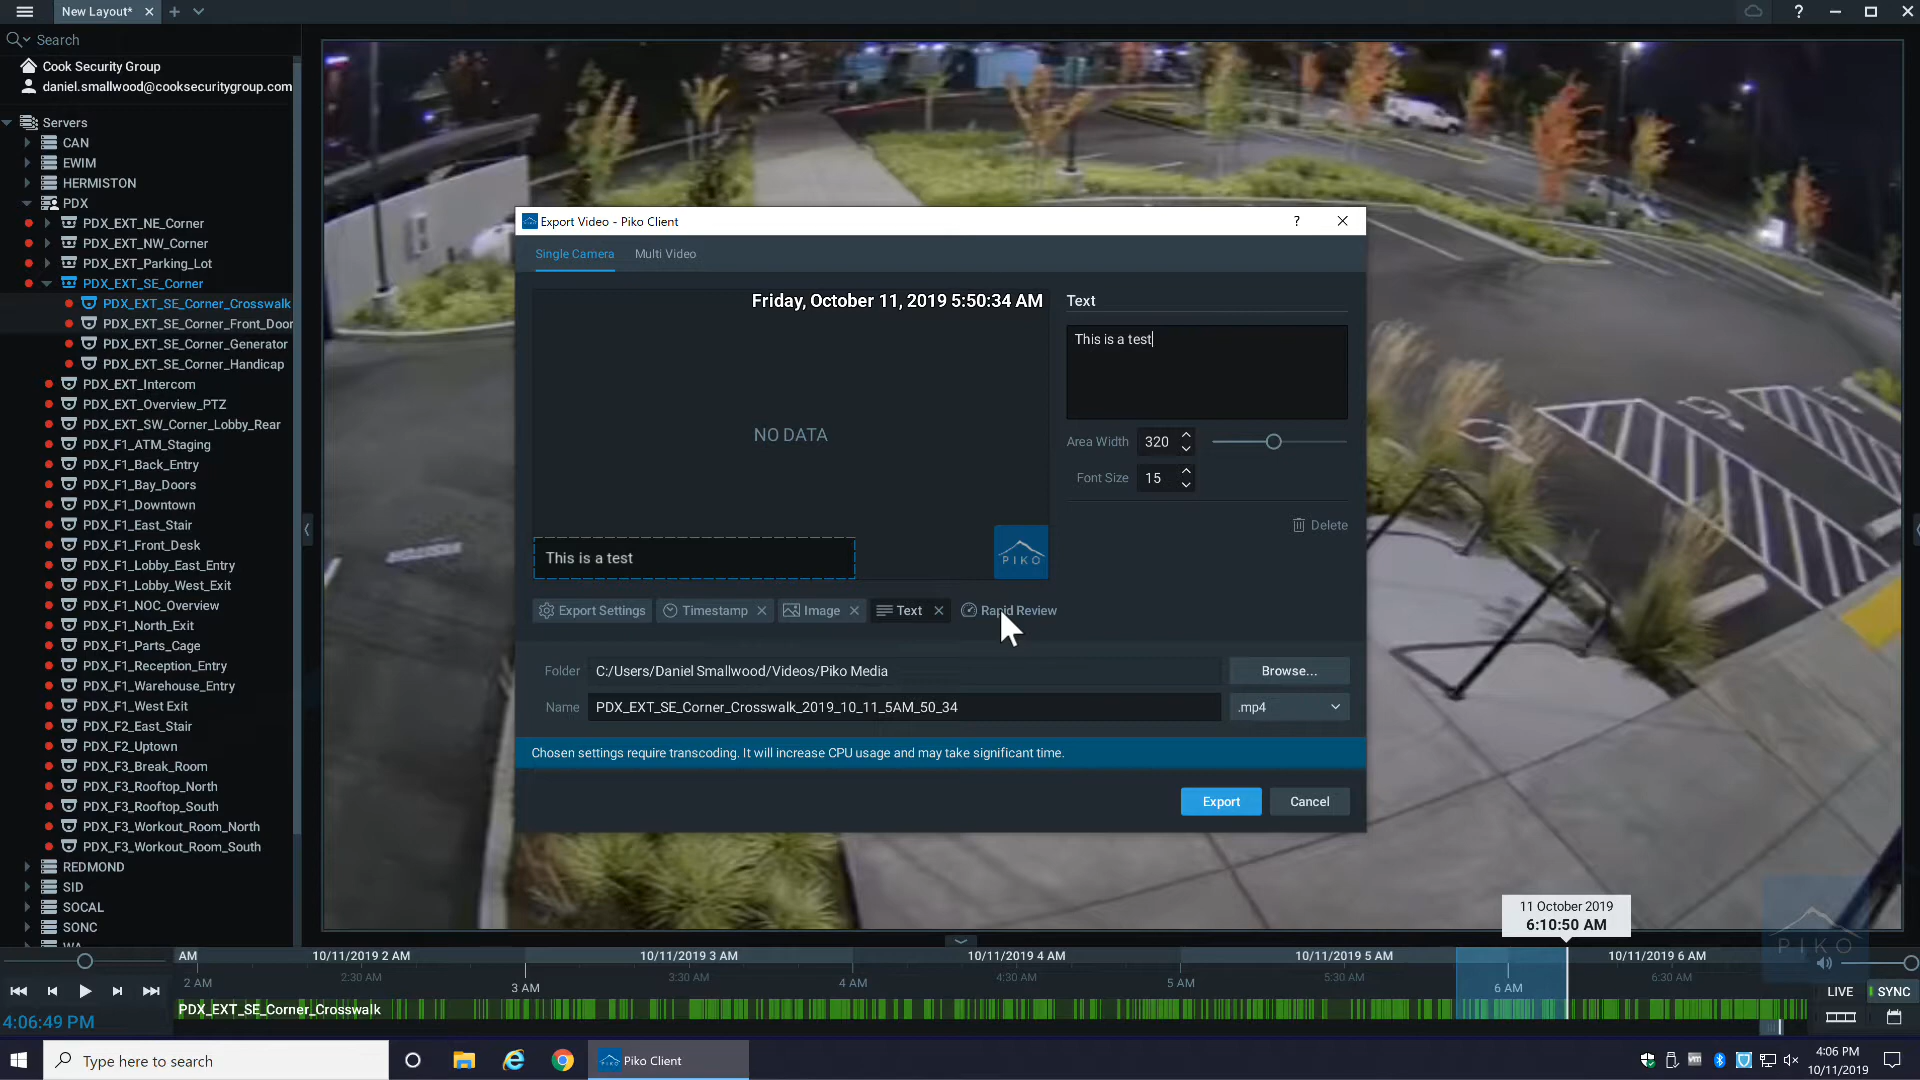 New Layout*
Search
Cook Security Group
daniel.smallwood@cooksecuritygroup.com
Servers
CAN
EWIM
HERMISTON
PDX
PDX_EXT_NE_Corner
PDX_EXT_NW_Corner
PDX_EXT_Parking_Lot
PDX_EXT_SE_Corner
PDX_EXT_SE_Corner_Crosswalk
PDX_EXT_SE_Corner_Front_Door
PDX_EXT_SE_Corner_Generator
PDX_EXT_SE_Corner_Handicap
PDX_EXT_Intercom
PDX_EXT_Overview_PTZ
PDX_EXT_SW_Corner_Lobby_Rear
PDX_F1_ATM_Staging
PDX_F1_Back_Entry
PDX_F1_Bay_Doors
PDX_F1_Downtown
PDX_F1_East_Stair
PDX_F1_Front_Desk
PDX_F1_Lobby_East_Entry
PDX_F1_Lobby_West_Exit
PDX_F1_NOC_Overview
PDX_F1_North_Exit
PDX_F1_Parts_Cage
PDX_F1_Reception_Entry
PDX_F1_Warehouse_Entry
PDX_F1_West Exit
PDX_F2_East_Stair
PDX_F2_Uptown
PDX_F3_Break_Room
PDX_F3_Rooftop_North
PDX_F3_Rooftop_South
PDX_F3_Workout_Room_North
PDX_F3_Workout_Room_South
REDMOND
SID
SOCAL
SONC
Export Video - Piko Client
?
Single Camera Multi Video
Friday, October 11, 2019 5:50:34 AM
NO DATA
This is a test
PIKO
Text
This is a test
Area Width 320
Font Size 15
Delete
Export Settings Timestamp Image Text Rapid Review
Folder C:/Users/Daniel Smallwood/Videos/Piko Media Browse...
Name PDX_EXT_SE_Corner_Crosswalk_2019_10_11_5AM_50_34 .mp4
Chosen settings require transcoding. It will increase CPU usage and may take significant time.
Export Cancel
11 October 2019
6:10:50 AM
PIKO
AM 10/11/2019 2 AM 10/11/2019 3 AM 10/11/2019 4 AM 10/11/2019 5 AM 10/11/2019 6 AM
2 AM 2:30 AM 3 AM 3:30 AM 4 AM 4:30 AM 5 AM 5:30 AM 6 AM 6:30 AM
PDX_EXT_SE_Corner_Crosswalk
4:06:49 PM
LIVE SYNC
Type here to search
Piko Client
4:06 PM
10/11/2019